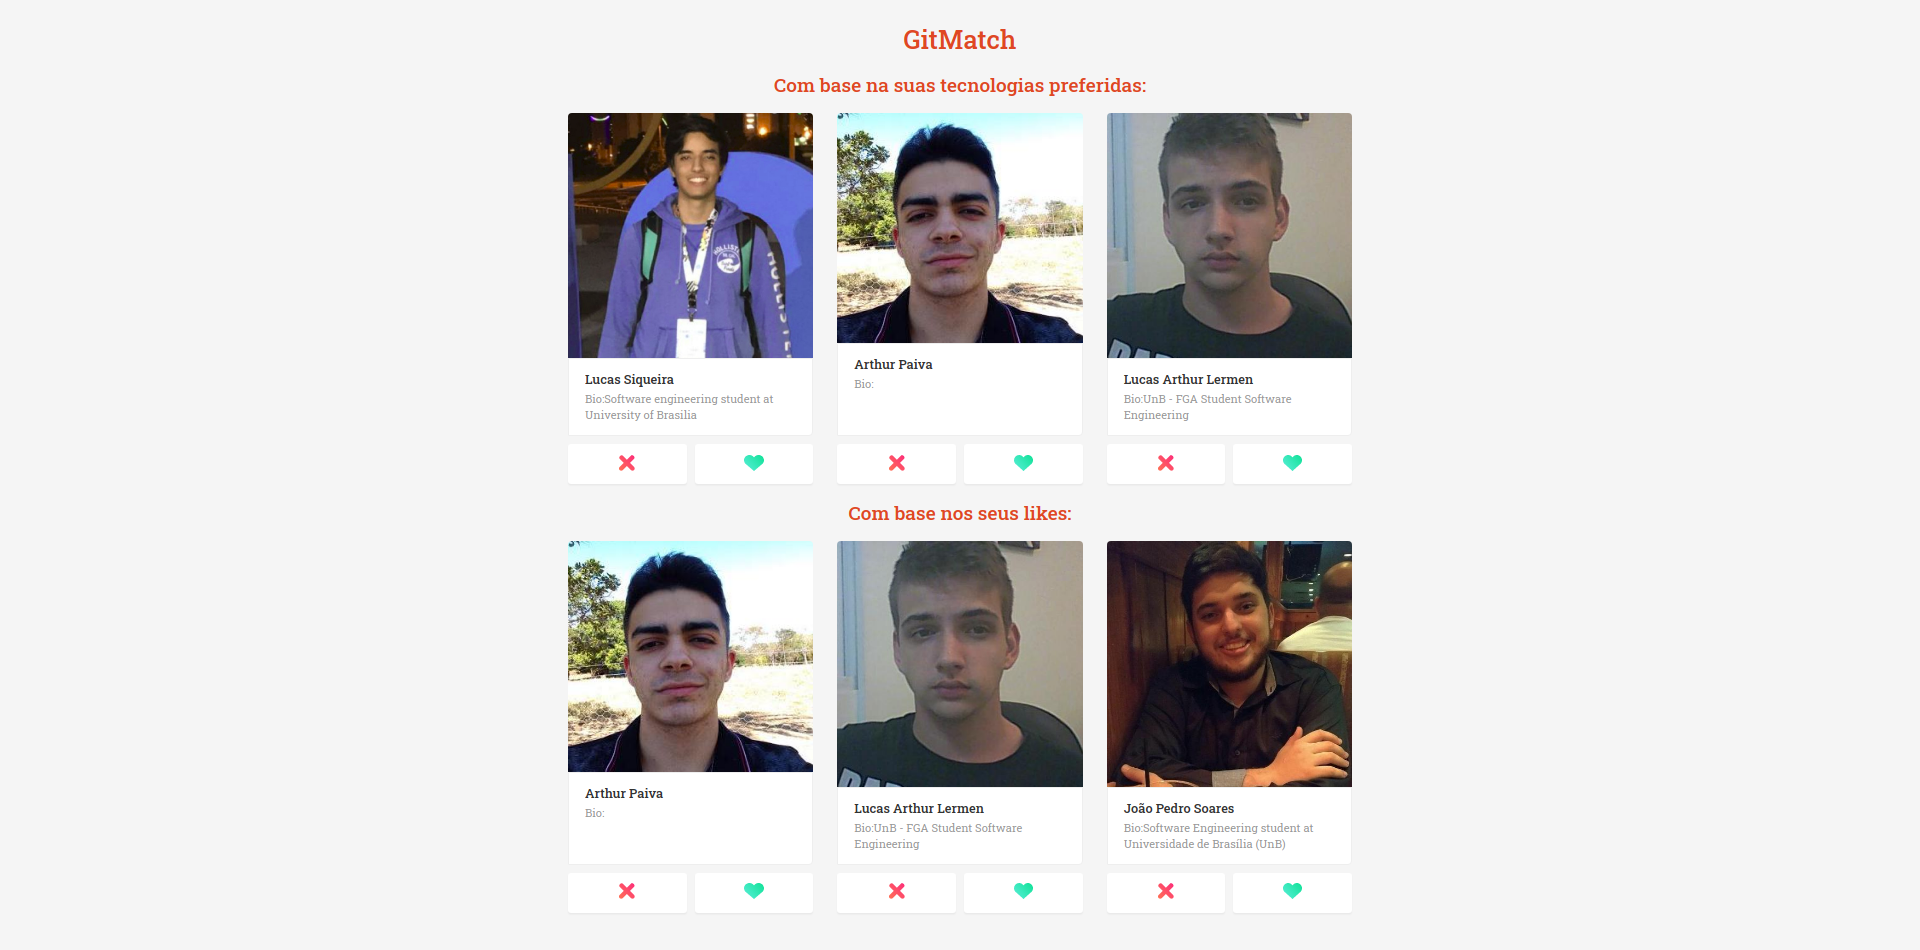 GitMatch
Com base na suas tecnologias preferidas:
Lucas Siqueira
Bio:Software engineering student at
University of Brasilia
Arthur Paiva
Bio:
Lucas Arthur Lermen
Bio:UnB - FGA Student Software
Engineering
Com base nos seus likes:
Arthur Paiva
Bio:
Lucas Arthur Lermen
Bio:UnB - FGA Student Software
Engineering
João Pedro Soares
Bio:Software Engineering student at
Universidade de Brasília (UnB)